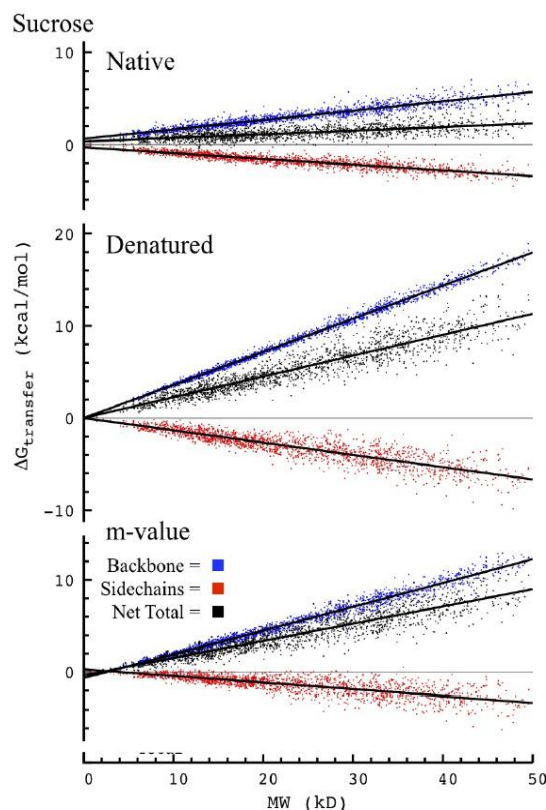 Sucrose
10
Native
0
20
Denatured
10
0
-10
ΔGtransfer (kcal/mol)
m-value
Backbone =
Sidechains =
Net Total =
10
0
0 10 20 30 40 50
MW (kD)